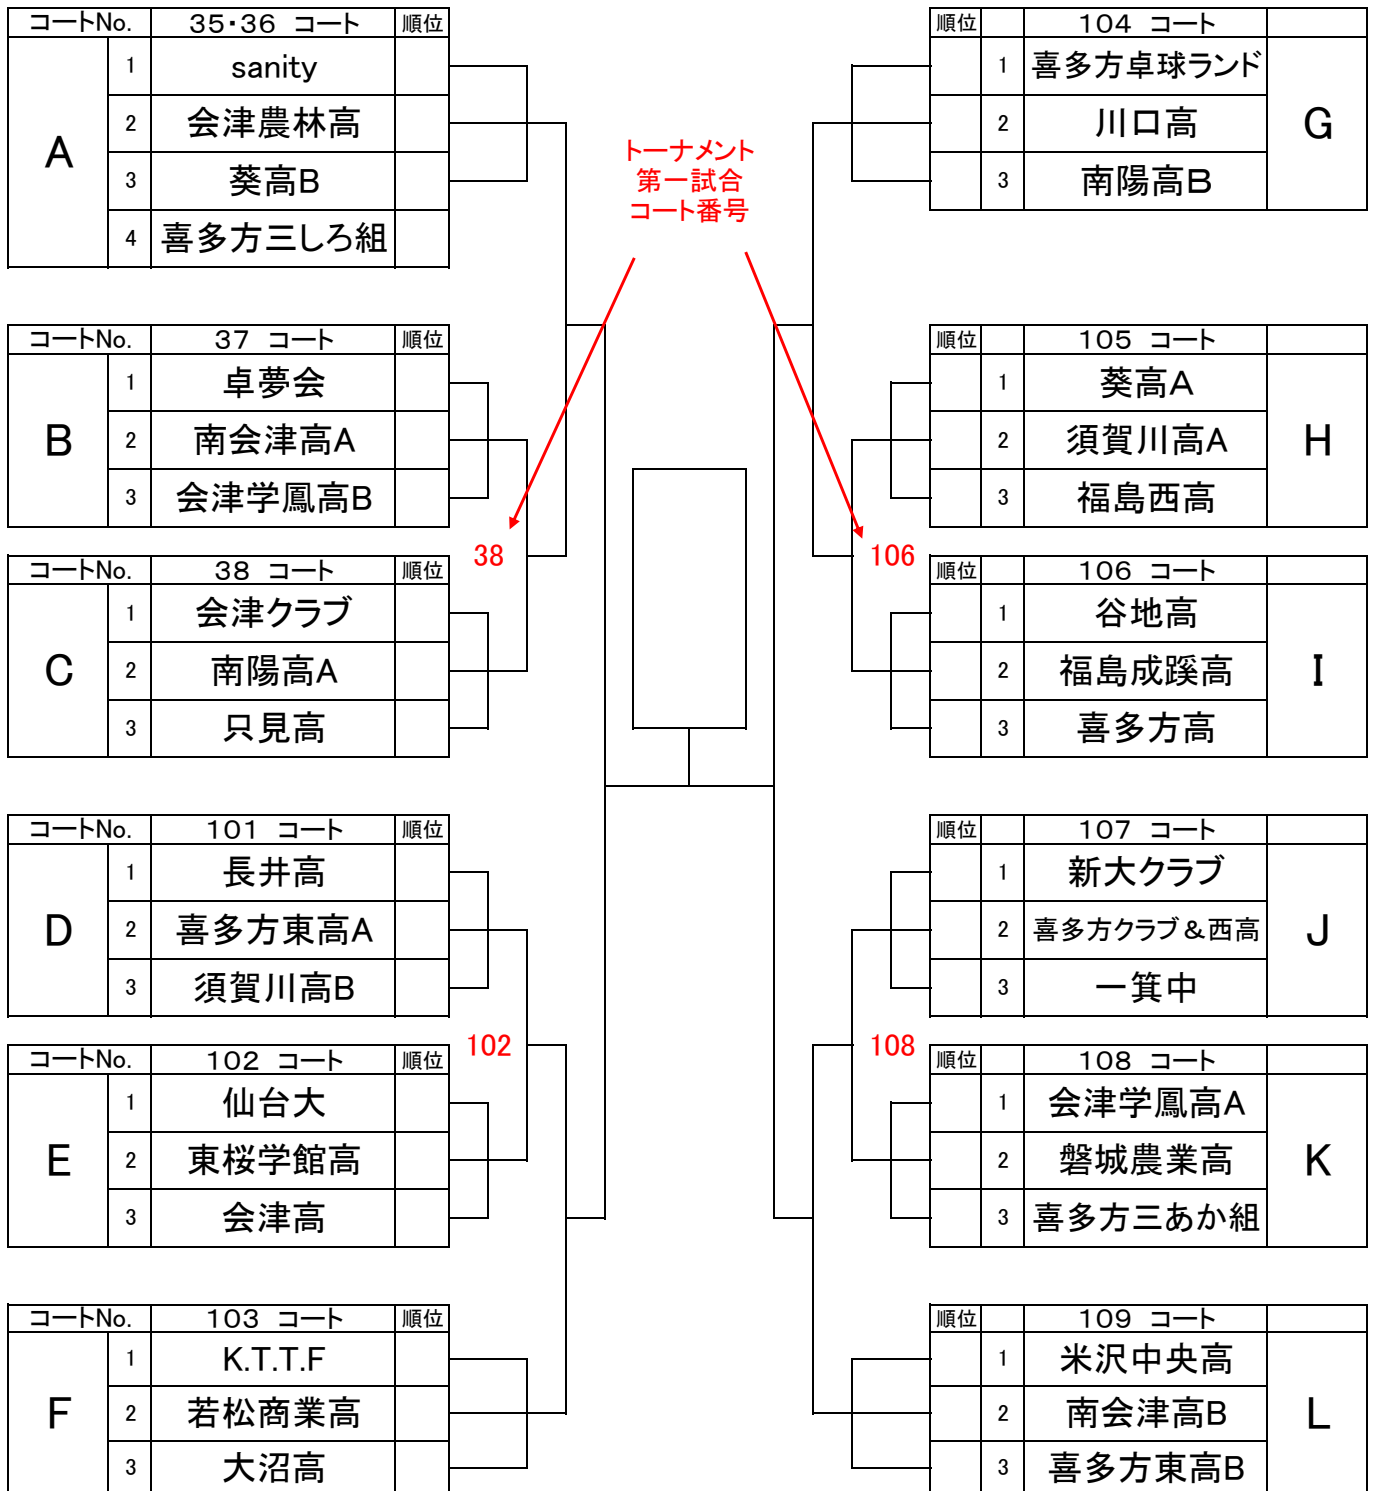 コートNo. 35・36 コート 順位
A
1 sanity
2 会津農林高
3 葵高B
4 喜多方三しろ組
コートNo. 37 コート 順位
B
1 卓夢会
2 南会津高A
3 会津学鳳高B
38
コートNo. 38 コート 順位
C
1 会津クラブ
2 南陽高A
3 只見高
コートNo. 101 コート 順位
D
1 長井高
2 喜多方東高A
3 須賀川高B
102
コートNo. 102 コート 順位
E
1 仙台大
2 東桜学館高
3 会津高
コートNo. 103 コート 順位
F
1 K.T.T.F
2 若松商業高
3 大沼高
トーナメント
第一試合
コート番号
順位 104 コート
1 喜多方卓球ランド
2 川口高
3 南陽高B
G
順位 105 コート
1 葵高A
2 須賀川高A
3 福島西高
H
106
順位 106 コート
1 谷地高
2 福島成蹊高
3 喜多方高
I
順位 107 コート
1 新大クラブ
2 喜多方クラブ&西高
3 一箕中
J
108
順位 108 コート
1 会津学鳳高A
2 磐城農業高
3 喜多方三あか組
K
順位 109 コート
1 米沢中央高
2 南会津高B
3 喜多方東高B
L